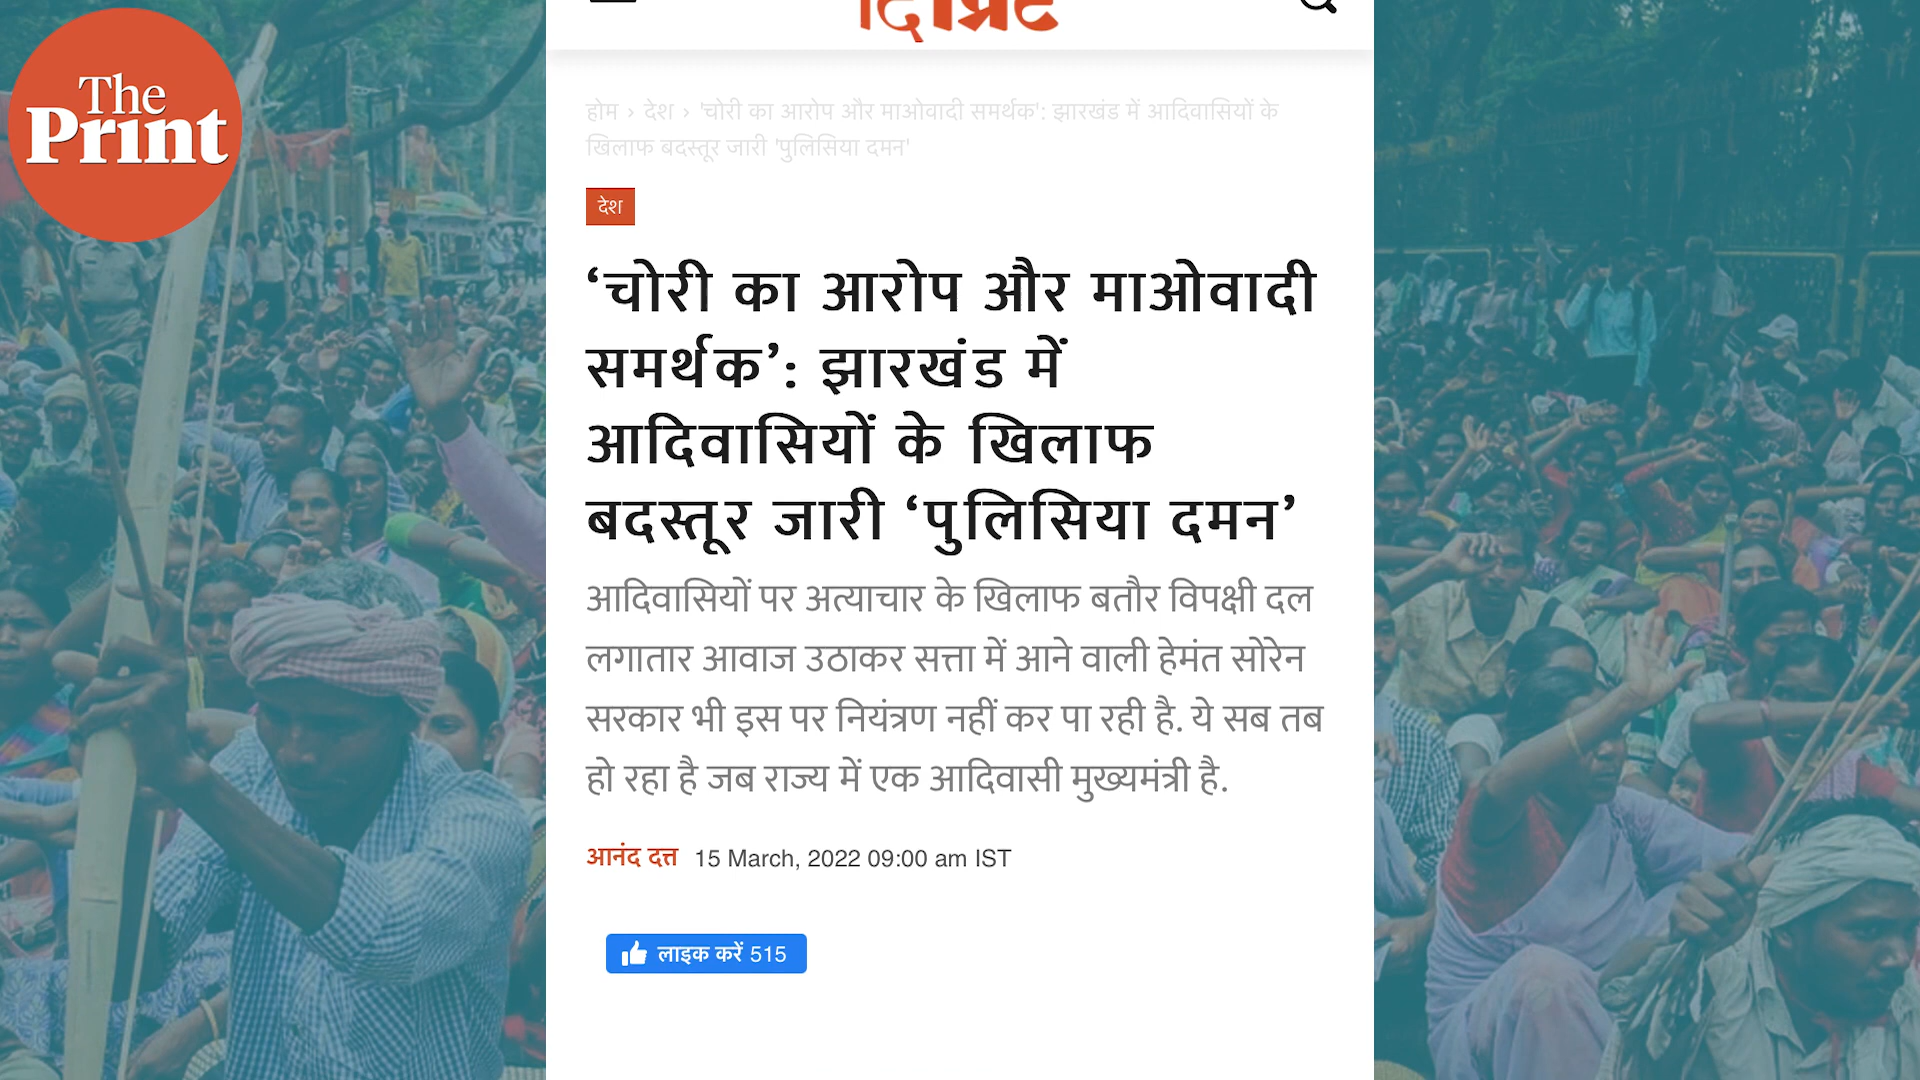 The
Print
दि प्रिंट
होम › देश › 'चोरी का आरोप और माओवादी समर्थक': झारखंड में आदिवासियों के
खिलाफ बदस्तूर जारी 'पुलिसिया दमन'
देश
‘चोरी का आरोप और माओवादी
समर्थक’: झारखंड में
आदिवासियों के खिलाफ
बदस्तूर जारी ‘पुलिसिया दमन’
आदिवासियों पर अत्याचार के खिलाफ बतौर विपक्षी दल
लगातार आवाज उठाकर सत्ता में आने वाली हेमंत सोरेन
सरकार भी इस पर नियंत्रण नहीं कर पा रही है. ये सब तब
हो रहा है जब राज्य में एक आदिवासी मुख्यमंत्री है.
आनंद दत्त 15 March, 2022 09:00 am IST
लाइक करें 515